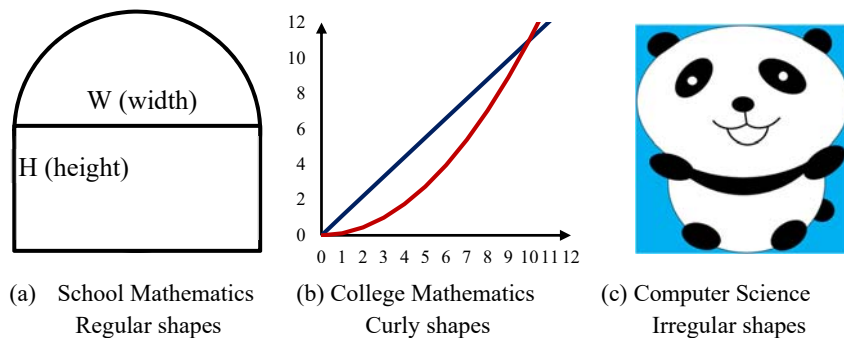 W (width)
H (height)
12
10
8
6
4
2
0
0 1 2 3 4 5 6 7 8 9 10 11 12
(a) School Mathematics
Regular shapes
(b) College Mathematics
Curly shapes
(c) Computer Science
Irregular shapes